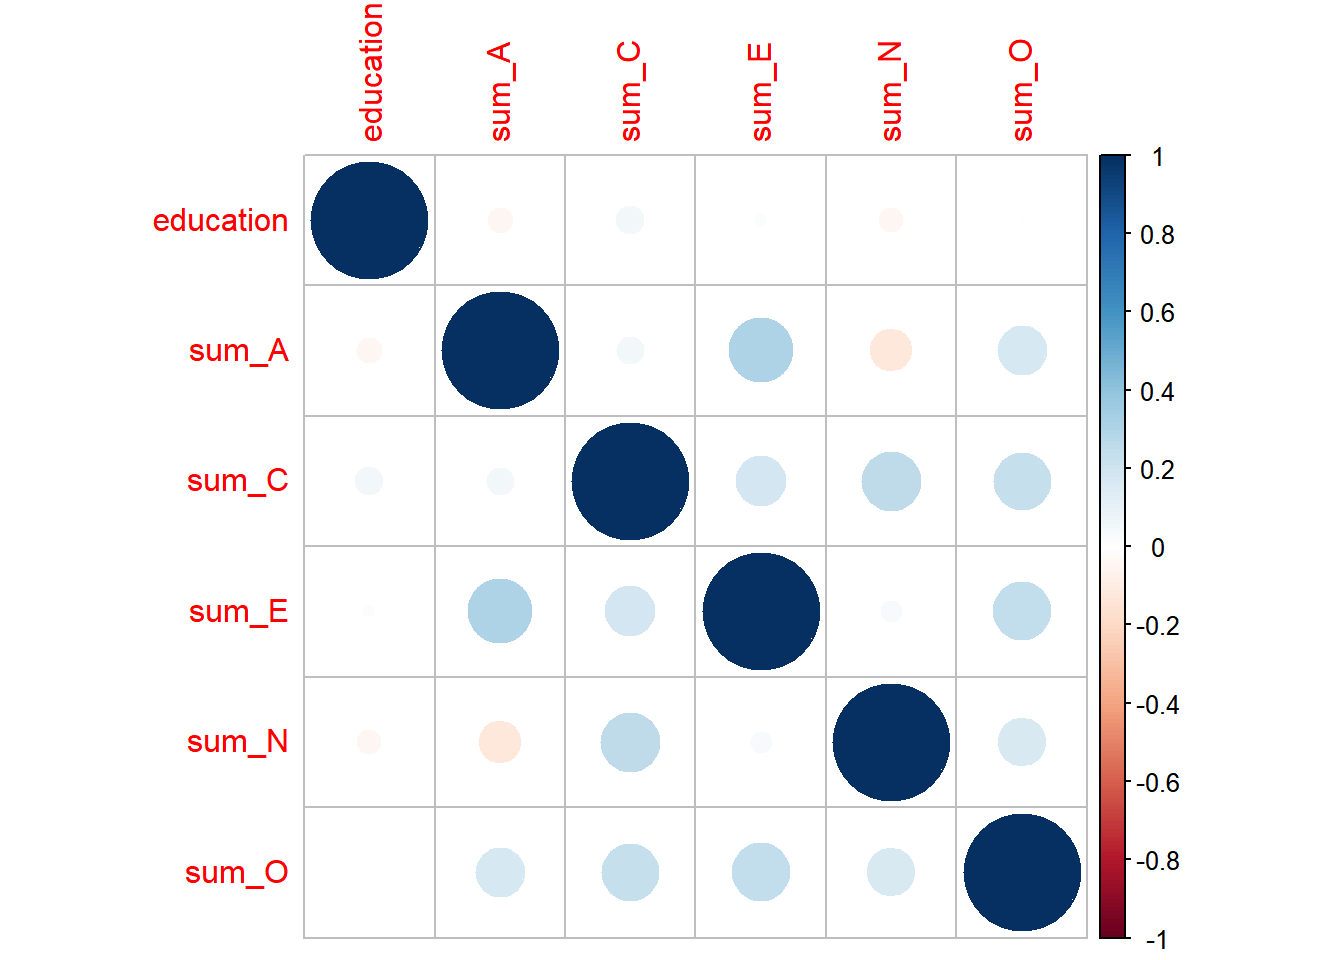 education
sum_A
sum_C
sum_E
sum_N
sum_O
education
sum_A
sum_C
sum_E
sum_N
sum_O
1
0.8
0.6
0.4
0.2
0
-0.2
-0.4
-0.6
-0.8
-1